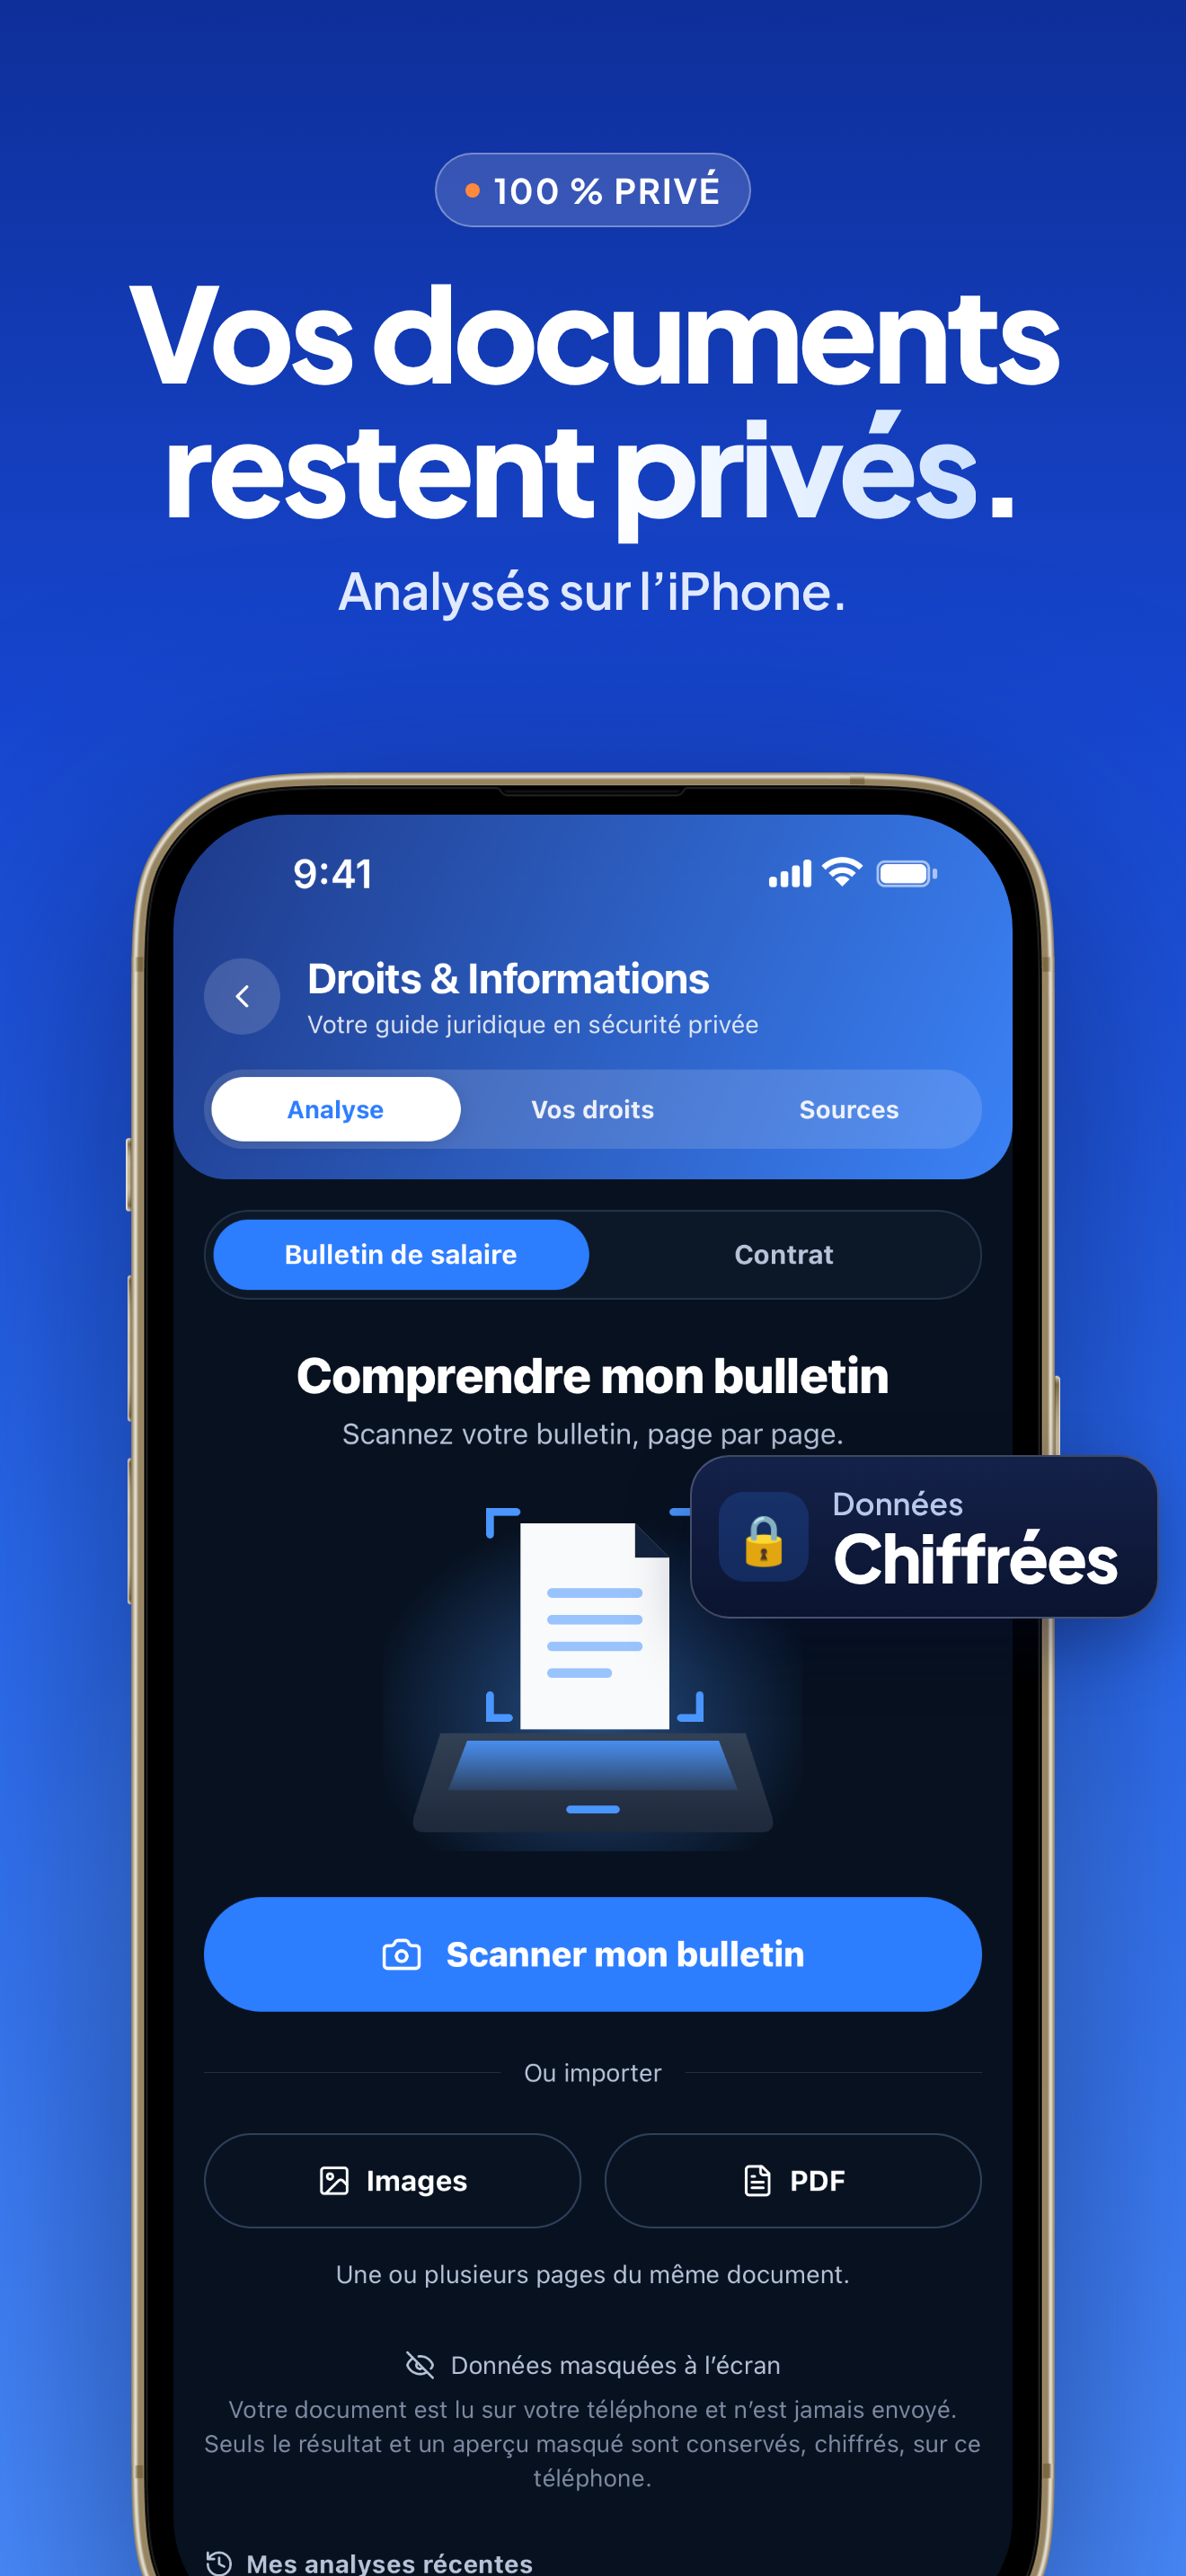 100 % PRIVÉ
Vos documents
restent privés.
Analysés sur l’iPhone.
9:41
Droits & Informations
Votre guide juridique en sécurité privée
Analyse
Vos droits
Sources
Bulletin de salaire
Contrat
Comprendre mon bulletin
Scannez votre bulletin, page par page.
Données
Chiffrées
Scanner mon bulletin
Ou importer
Images
PDF
Une ou plusieurs pages du même document.
Données masquées à l’écran
Votre document est lu sur votre téléphone et n’est jamais envoyé.
Seuls le résultat et un aperçu masqué sont conservés, chiffrés, sur ce
téléphone.
Mes analyses récentes